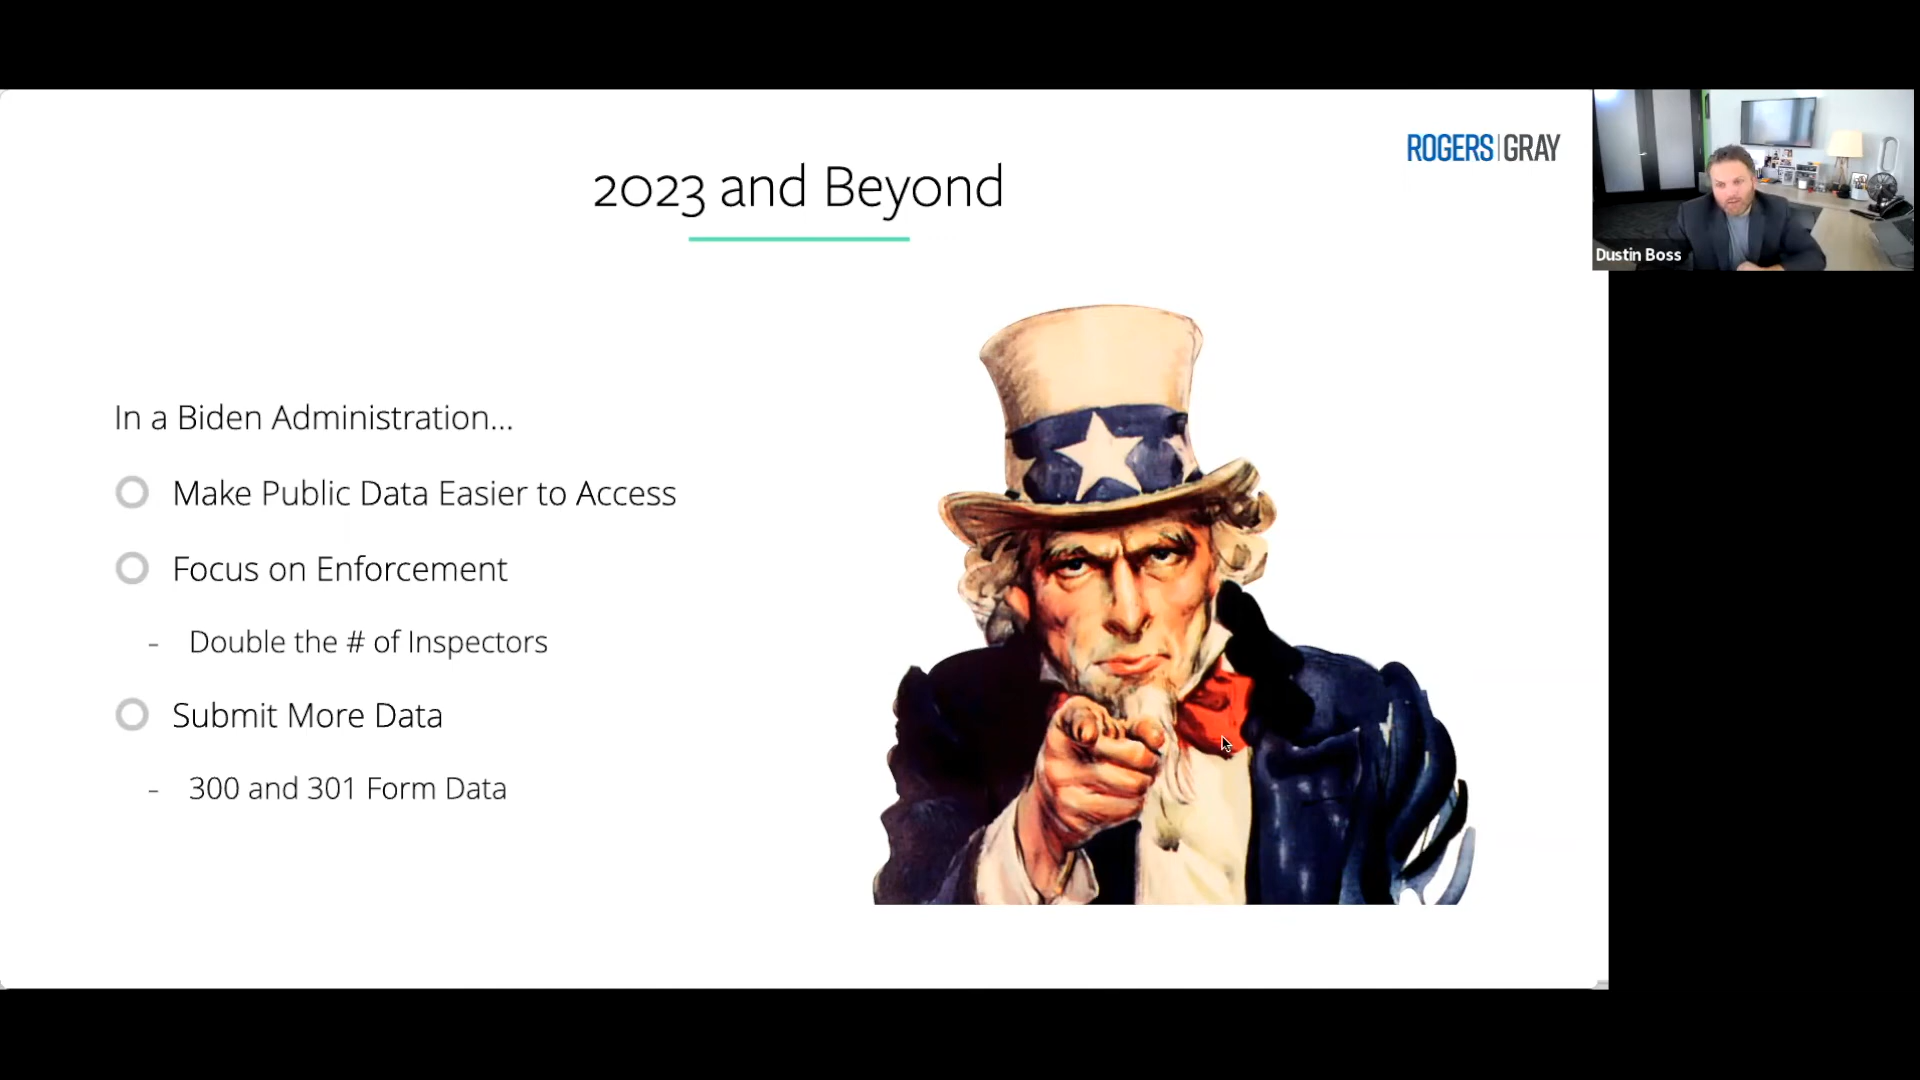 ROGERS|GRAY
2023 and Beyond
Dustin Boss
In a Biden Administration...
Make Public Data Easier to Access
Focus on Enforcement
- Double the # of Inspectors
Submit More Data
- 300 and 301 Form Data